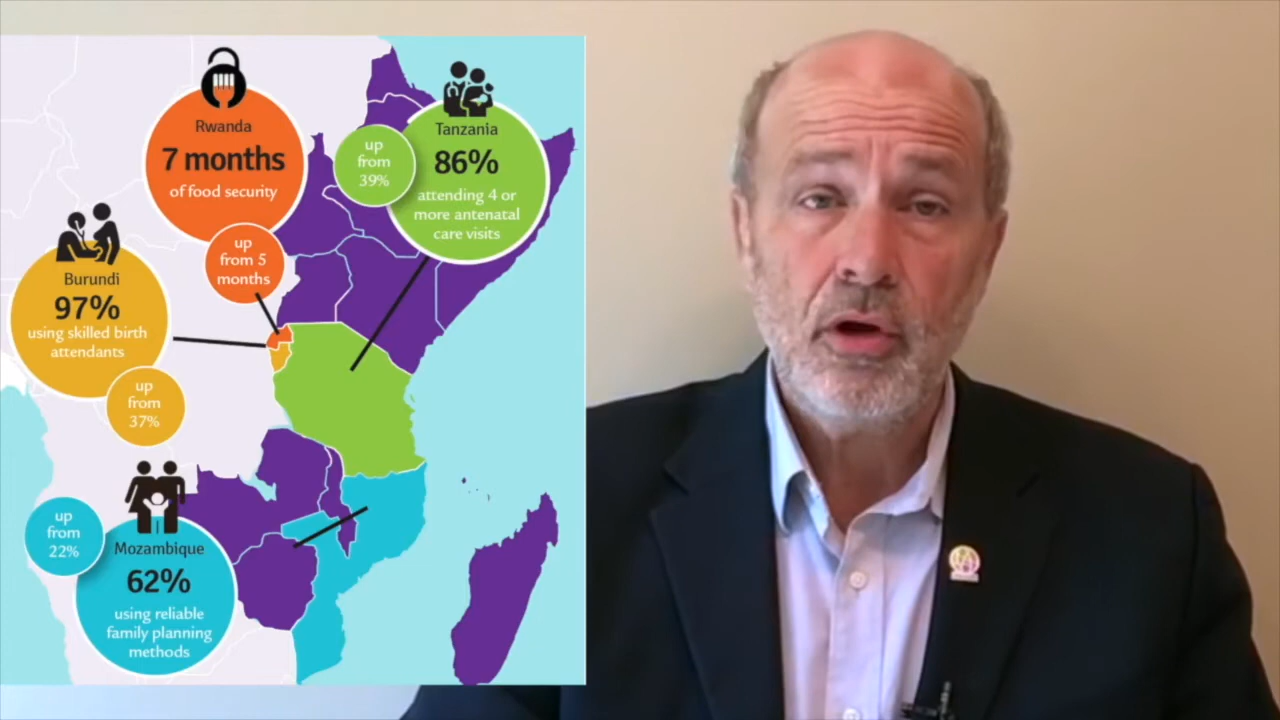 Rwanda
7 months
of food security
up
from 5
months
Tanzania
86%
attending 4 or
more antenatal
care visits
up
from
39%
Burundi
97%
using skilled birth
attendants
up
from
37%
Mozambique
62%
using reliable
family planning
methods
up
from
22%